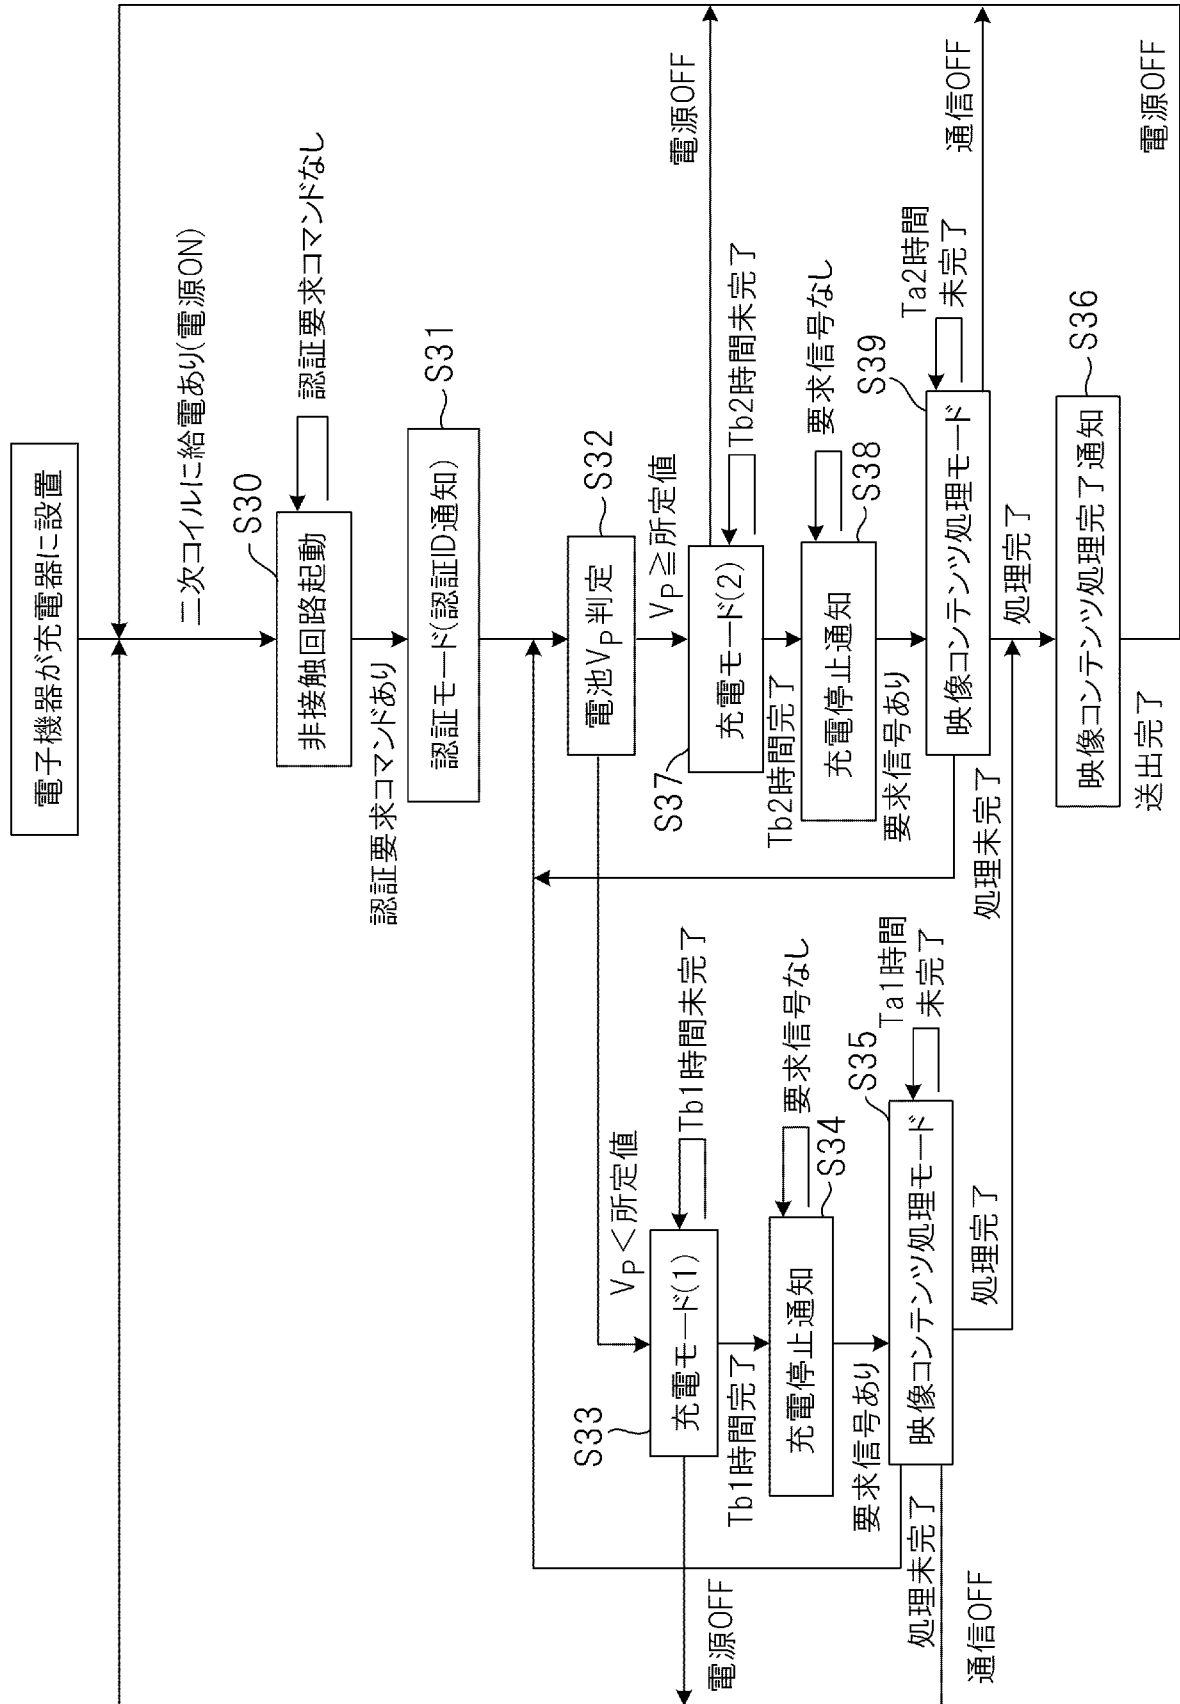 電子機器が充電器に設置
二次コイルに給電あり(電源ON)
S30
非接触回路起動
認証要求コマンドなし
認証要求コマンドあり
S31
認証モード(認証ID通知)
S32
電池VP判定
VP<所定値
VP≧所定値
S33
充電モード(1)
Tb1時間未完了
電源OFF
Tb1時間完了
充電停止通知
S34
要求信号なし
要求信号あり
S35
映像コンテンツ処理モード
Ta1時間
未完了
処理未完了
通信OFF
処理完了
S37
充電モード(2)
Tb2時間未完了
電源OFF
Tb2時間完了
充電停止通知
S38
要求信号なし
要求信号あり
S39
映像コンテンツ処理モード
Ta2時間
未完了
処理未完了
通信OFF
処理完了
S36
映像コンテンツ処理完了通知
送出完了
電源OFF